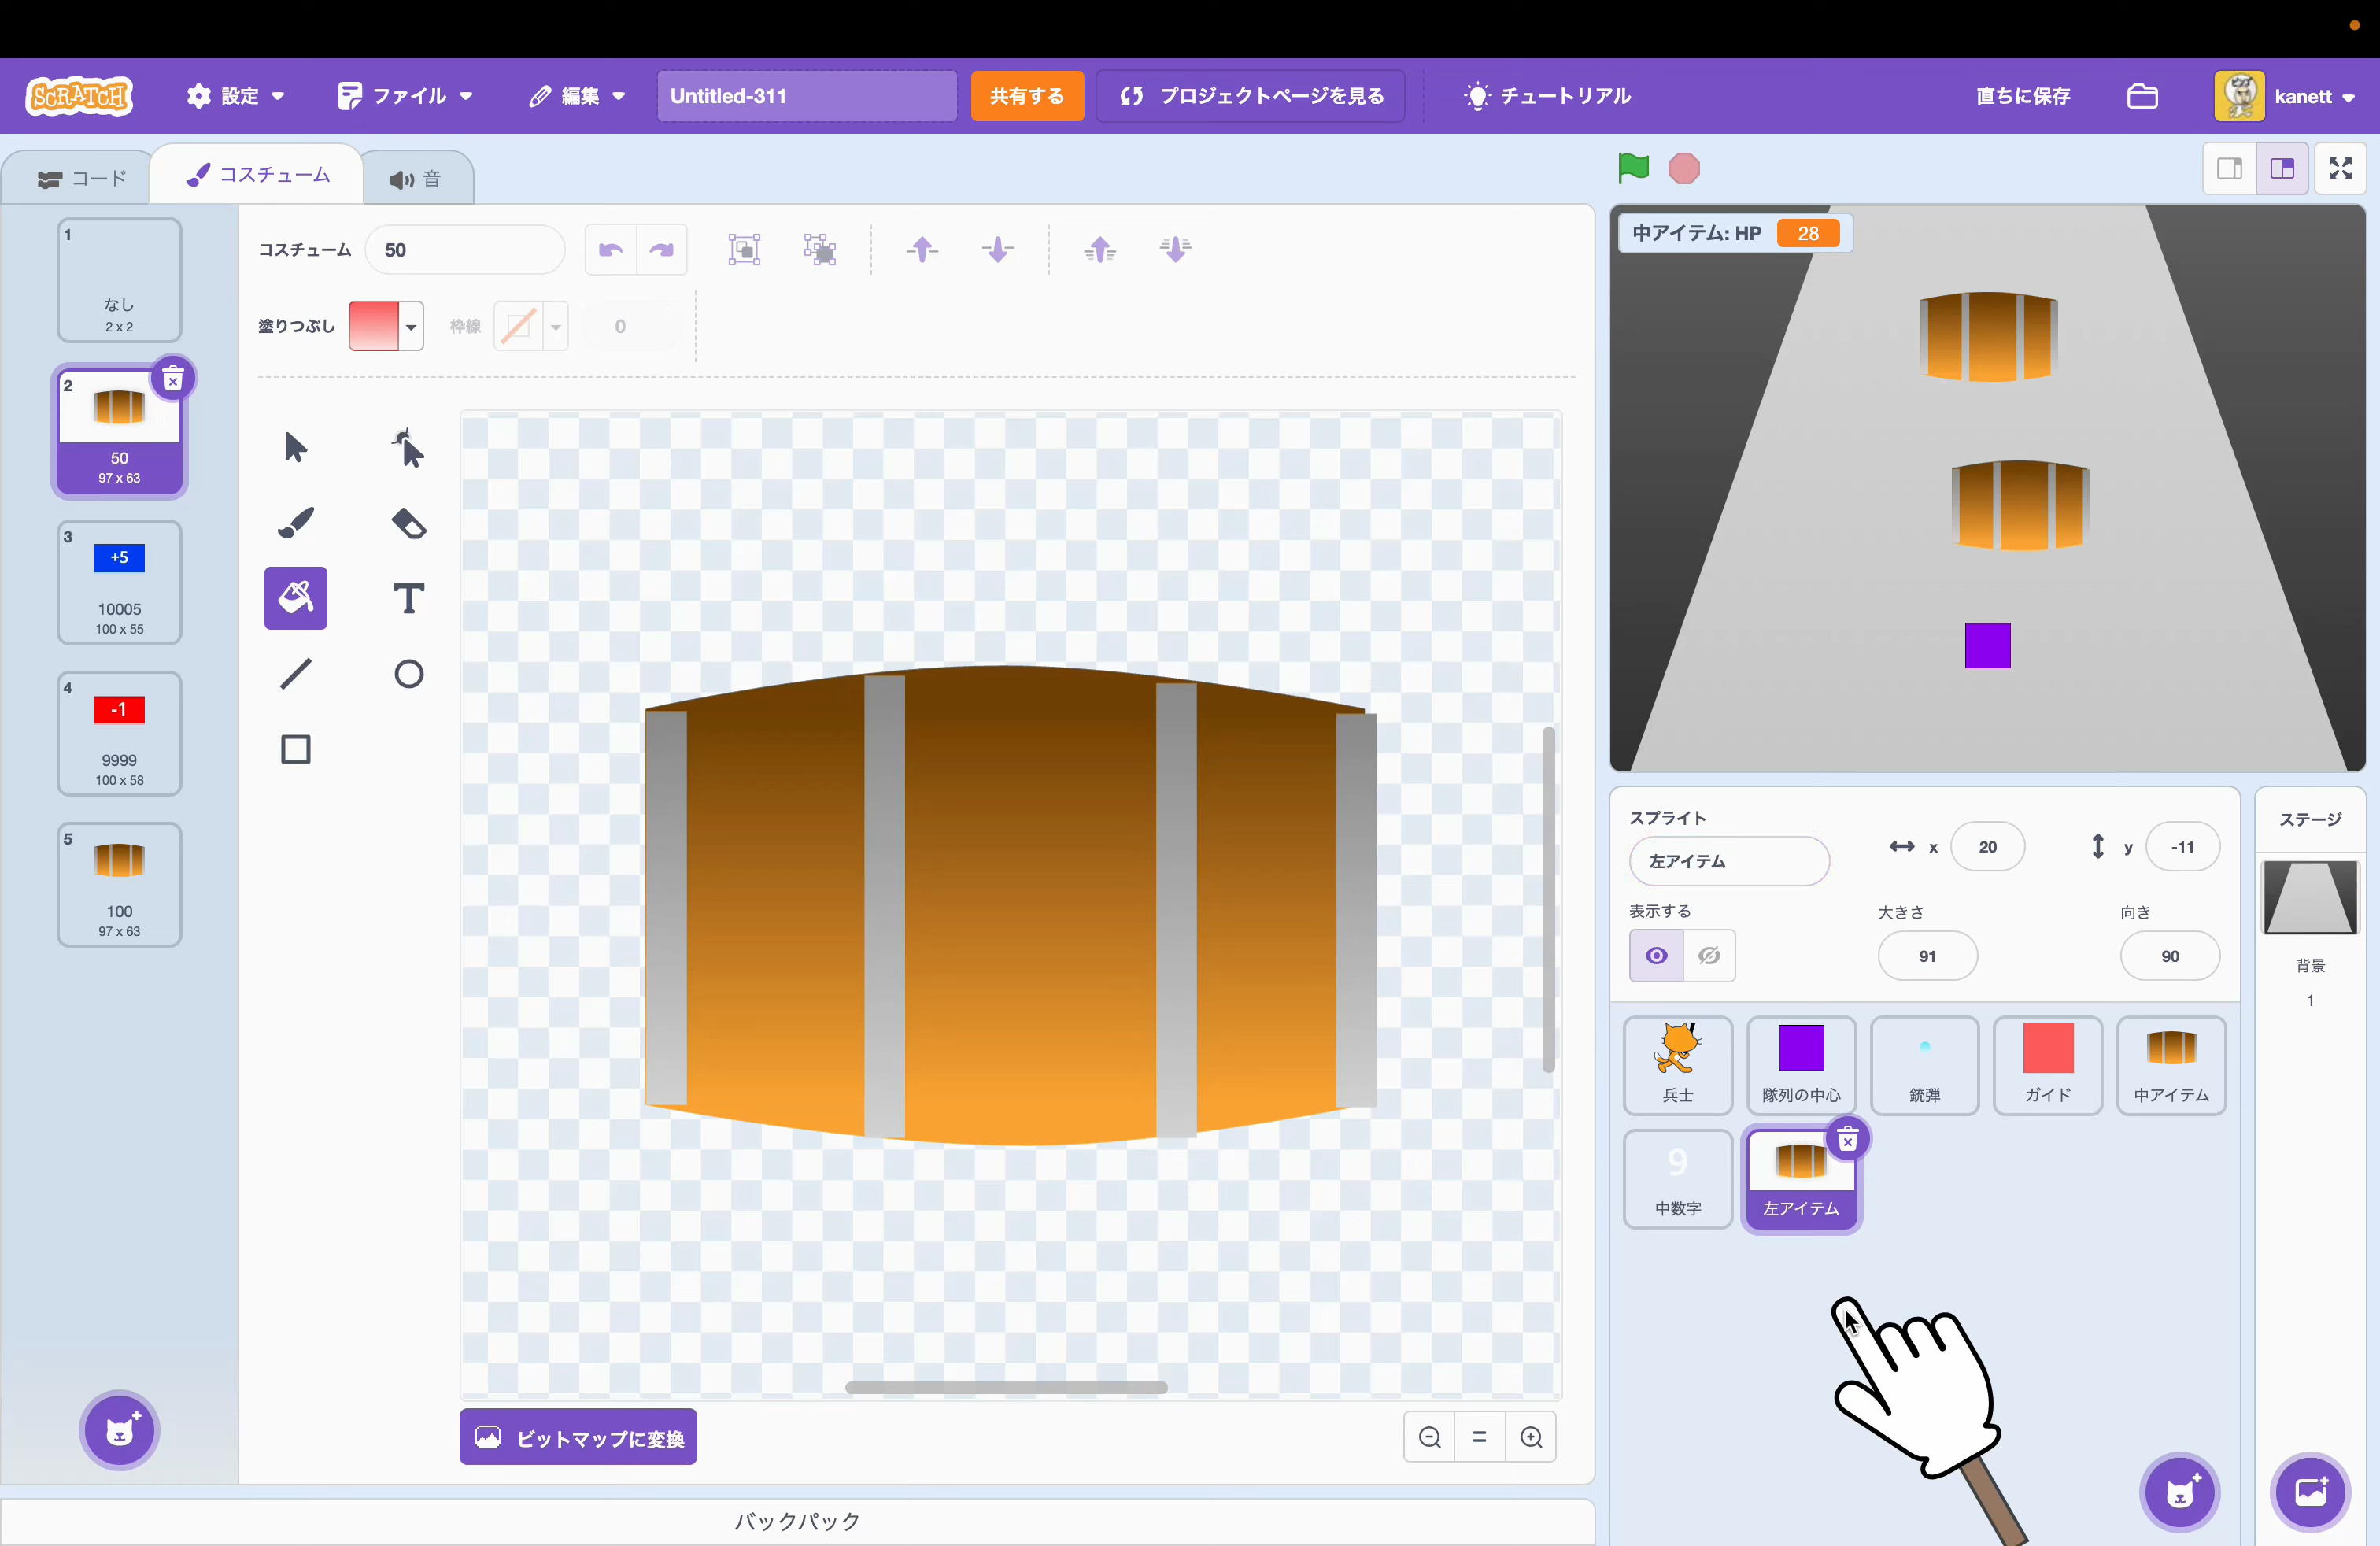 SCRATCH
設定
ファイル
編集
Untitled-311
共有する
プロジェクトページを見る
チュートリアル
直ちに保存
kanett
コード
コスチューム
音
1
なし
2 x 2
2
50
97 x 63
3
+5
10005
100 x 55
4
-1
9999
100 x 58
5
100
97 x 63
コスチューム
50
塗りつぶし
枠線
0
T
ビットマップに変換
バックパック
中アイテム: HP
28
スプライト
左アイテム
x
20
y
-11
表示する
大きさ
91
向き
90
兵士
隊列の中心
銃弾
ガイド
中アイテム
9
中数字
左アイテム
ステージ
背景
1